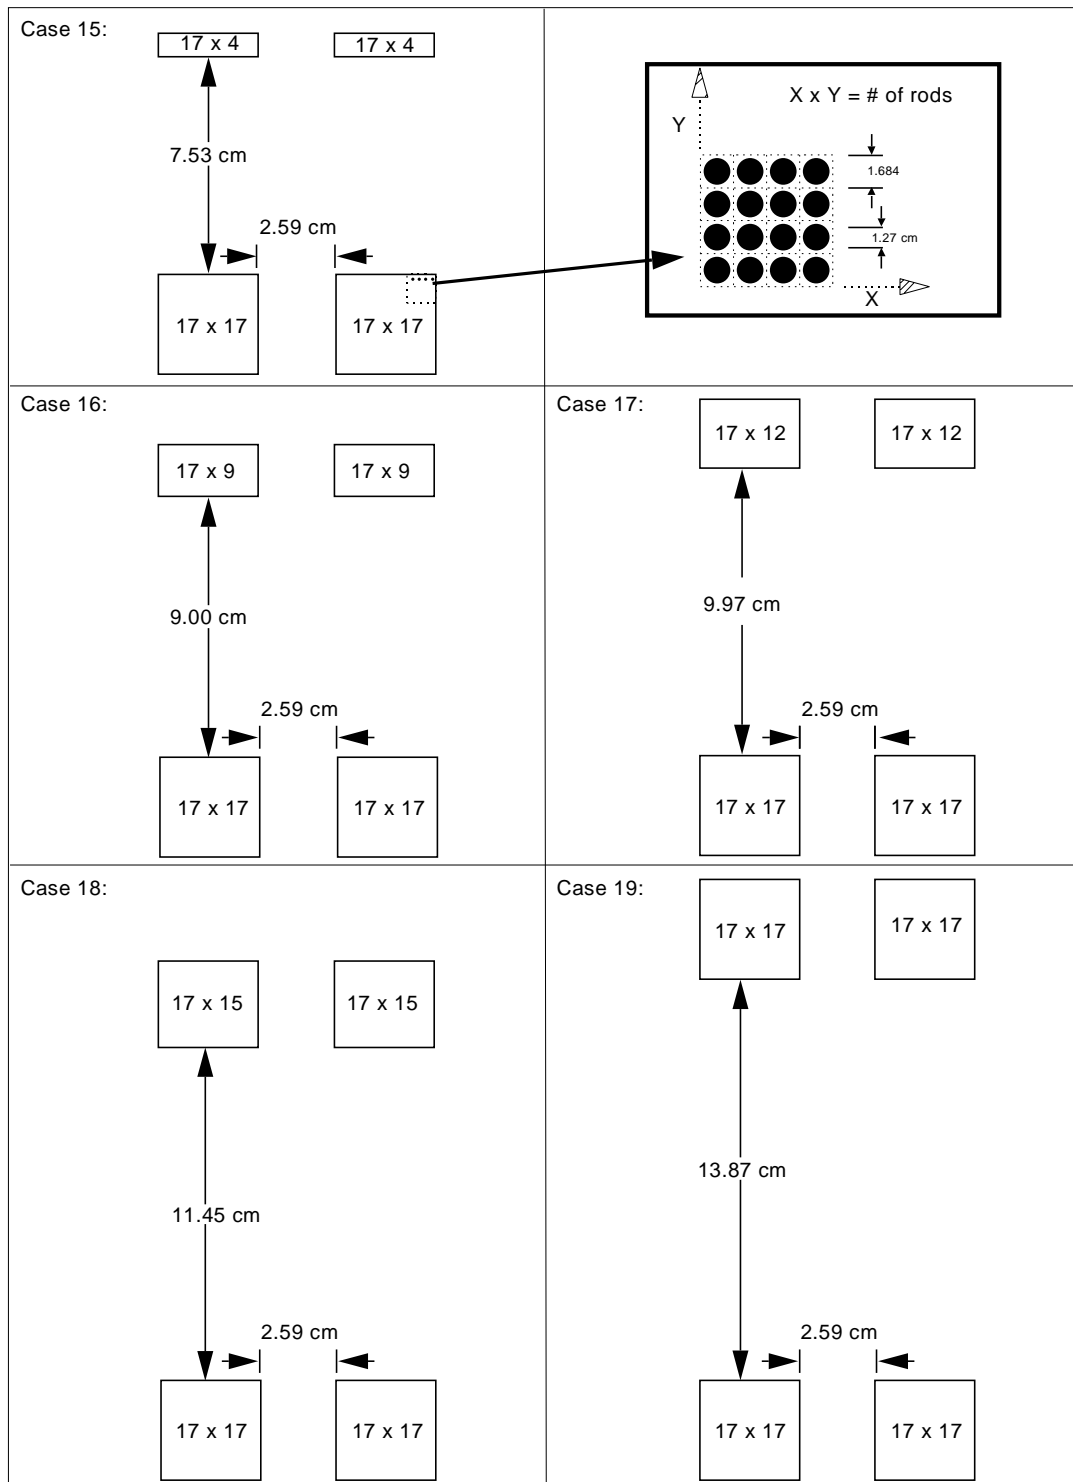 Case 15:
17 x 4
17 x 4
7.53 cm
2.59 cm
17 x 17
17 x 17
X x Y = # of rods
Y
1.684
1.27 cm
X
Case 16:
17 x 9
17 x 9
9.00 cm
2.59 cm
17 x 17
17 x 17
Case 17:
17 x 12
17 x 12
9.97 cm
2.59 cm
17 x 17
17 x 17
Case 18:
17 x 15
17 x 15
11.45 cm
2.59 cm
17 x 17
17 x 17
Case 19:
17 x 17
17 x 17
13.87 cm
2.59 cm
17 x 17
17 x 17